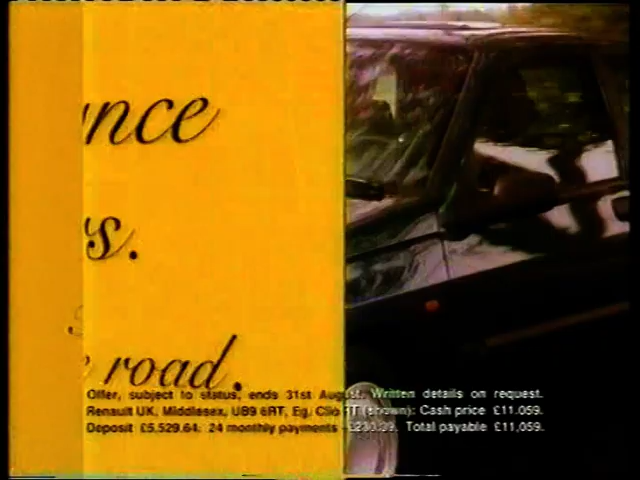 nce
s.
road.
Offer, subject to status, ends 31st August. Written details on request.
Renault UK, Middlesex, UB9 6RT, Eg. Clio RT (shown): Cash price £11,059.
Deposit £5,529.64. 24 monthly payments - Total payable £11,059.